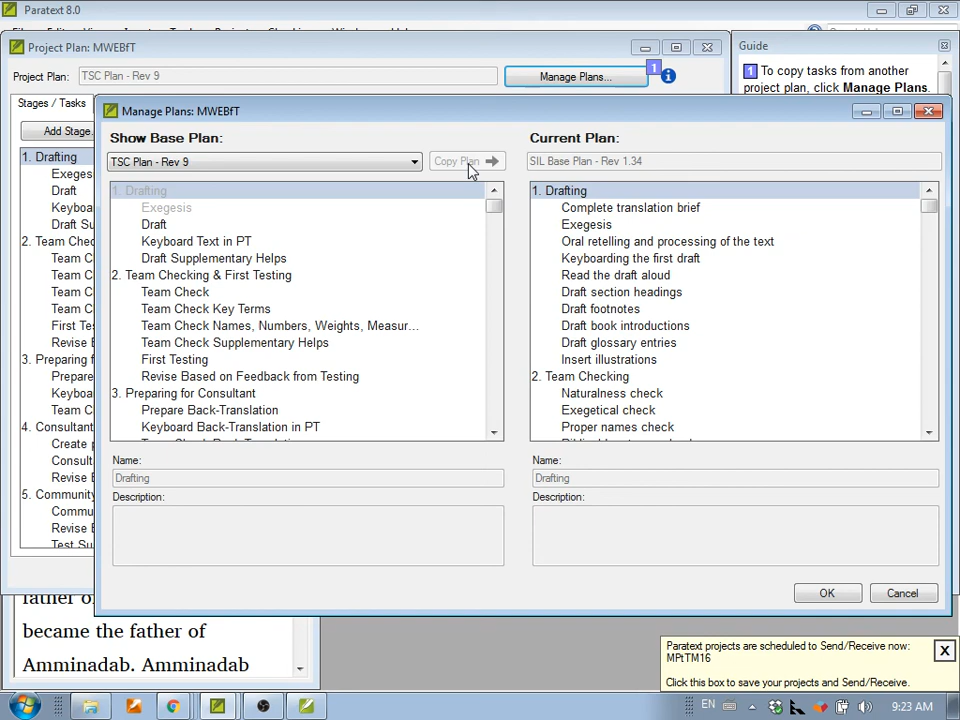 Paratext 8.0
Project Plan: MWEBfT
Project Plan:
TSC Plan - Rev 9
Manage Plans...
1
Guide
1 To copy tasks from another
project plan, click Manage Plans.
Stages / Tasks
Add Stage.
1. Drafting
Exeges
Draft
Keyboa
Draft Su
2. Team Chec
Team C
Team C
Team C
Team C
First Te
Revise E
3. Preparing f
Prepare
Keyboa
Team C
4. Consultant
Create p
Consult
Revise B
5. Community
Commu
Revise
Test Su
Manage Plans: MWEBfT
Show Base Plan:
TSC Plan - Rev 9
Copy Plan
1. Drafting
Exegesis
Draft
Keyboard Text in PT
Draft Supplementary Helps
2. Team Checking & First Testing
Team Check
Team Check Key Terms
Team Check Names, Numbers, Weights, Measur...
Team Check Supplementary Helps
First Testing
Revise Based on Feedback from Testing
3. Preparing for Consultant
Prepare Back-Translation
Keyboard Back-Translation in PT
Name:
Drafting
Description:
Current Plan:
SIL Base Plan - Rev 1.34
1. Drafting
Complete translation brief
Exegesis
Oral retelling and processing of the text
Keyboarding the first draft
Read the draft aloud
Draft section headings
Draft footnotes
Draft book introductions
Draft glossary entries
Insert illustrations
2. Team Checking
Naturalness check
Exegetical check
Proper names check
Name:
Drafting
Description:
OK
Cancel
father of
became the father of
Amminadab. Amminadab
Paratext projects are scheduled to Send/Receive now:
MPtTM16
Click this box to save your projects and Send/Receive.
X
EN
9:23 AM